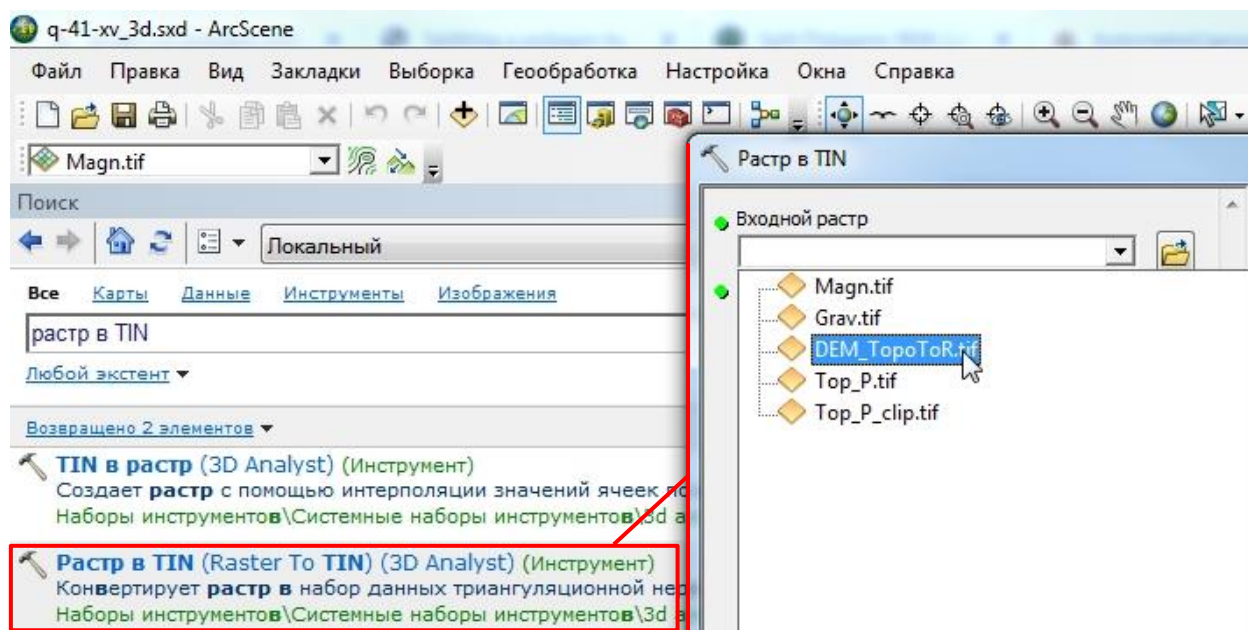 q-41-xv_3d.sxd - ArcScene
Файл Правка Вид Закладки Выборка Геообработка Настройка Окна Справка
Magn.tif
Поиск
Локальный
Все Карты Данные Инструменты Изображения
растр в TIN
Любой экстент
Возвращено 2 элементов
TIN в растр (3D Analyst) (Инструмент)
Создает растр с помощью интерполяции значений ячеек
Наборы инструментов\Системные наборы инструментов\3d
Растр в TIN (Raster To TIN) (3D Analyst) (Инструмент)
Конвертирует растр в набор данных триангуляционной
Наборы инструментов\Системные наборы инструментов\3d
Растр в TIN
Входной растр
Magn.tif
Grav.tif
DEM_TopoToR.tif
Top_P.tif
Top_P_clip.tif